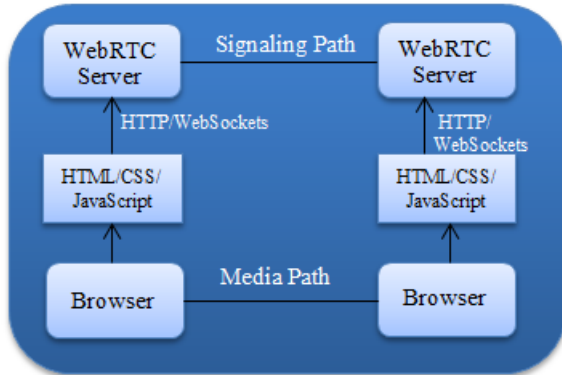 WebRTC
Server
Signaling Path
WebRTC
Server
HTTP/WebSockets
HTTP/
WebSockets
HTML/CSS/
JavaScript
HTML/CSS/
JavaScript
Browser
Media Path
Browser